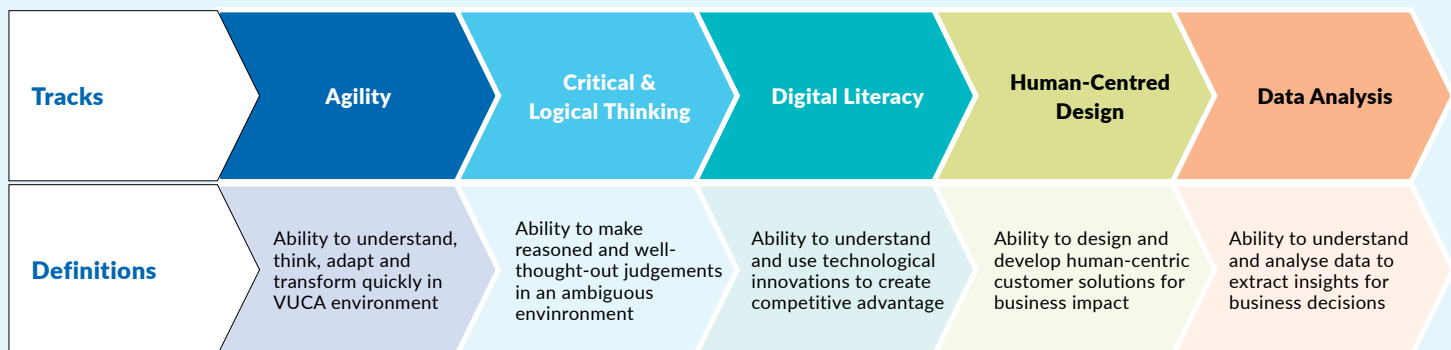 Tracks
Agility
Critical &
Logical Thinking
Digital Literacy
Human-Centred
Design
Data Analysis
Definitions
Ability to understand,
think, adapt and
transform quickly in
VUCA environment
Ability to make
reasoned and well-
thought-out judgements
in an ambiguous
envinronment
Ability to understand
and use technological
innovations to create
competitive advantage
Ability to design and
develop human-centric
customer solutions for
business impact
Ability to understand
and analyse data to
extract insights for
business decisions